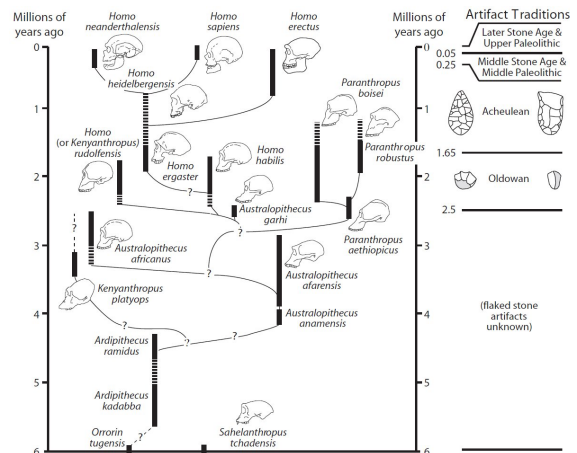 Millions of
years ago
Homo
neanderthalensis
Homo
sapiens
Homo
erectus
Millions of
years ago
Artifact Traditions
0
0
Later Stone Age &
Upper Paleolithic
0.05
0.25
Middle Stone Age &
Middle Paleolithic
Homo
heidelbergensis
Paranthropus
boisei
1
1
Acheulean
Homo
(or Kenyanthropus)
rudolfensis
Homo
ergaster
Homo
habilis
Paranthropus
robustus
1.65
2
2
Oldowan
?
Australopithecus
garhi
2.5
?
Australopithecus
africanus
?
Paranthropus
aethiopicus
3
3
?
Kenyanthropus
platyops
Australopithecus
afarensis
(flaked stone
artifacts
unknown)
4
4
Australopithecus
anamensis
?
?
?
Ardipithecus
ramidus
5
5
Ardipithecus
kadabba
Orrorin
tugensis
?
Sahelanthropus
tchadensis
6
6